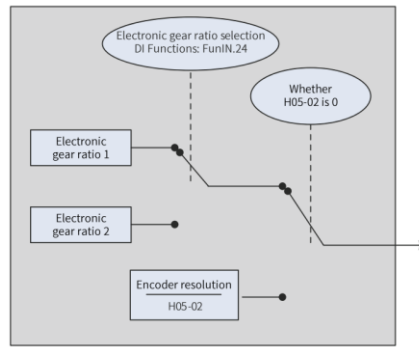 Electronic gear ratio selection
DI Functions: FunIN.24
Whether
H05-02 is 0
Electronic
gear ratio 1
Electronic
gear ratio 2
Encoder resolution
H05-02